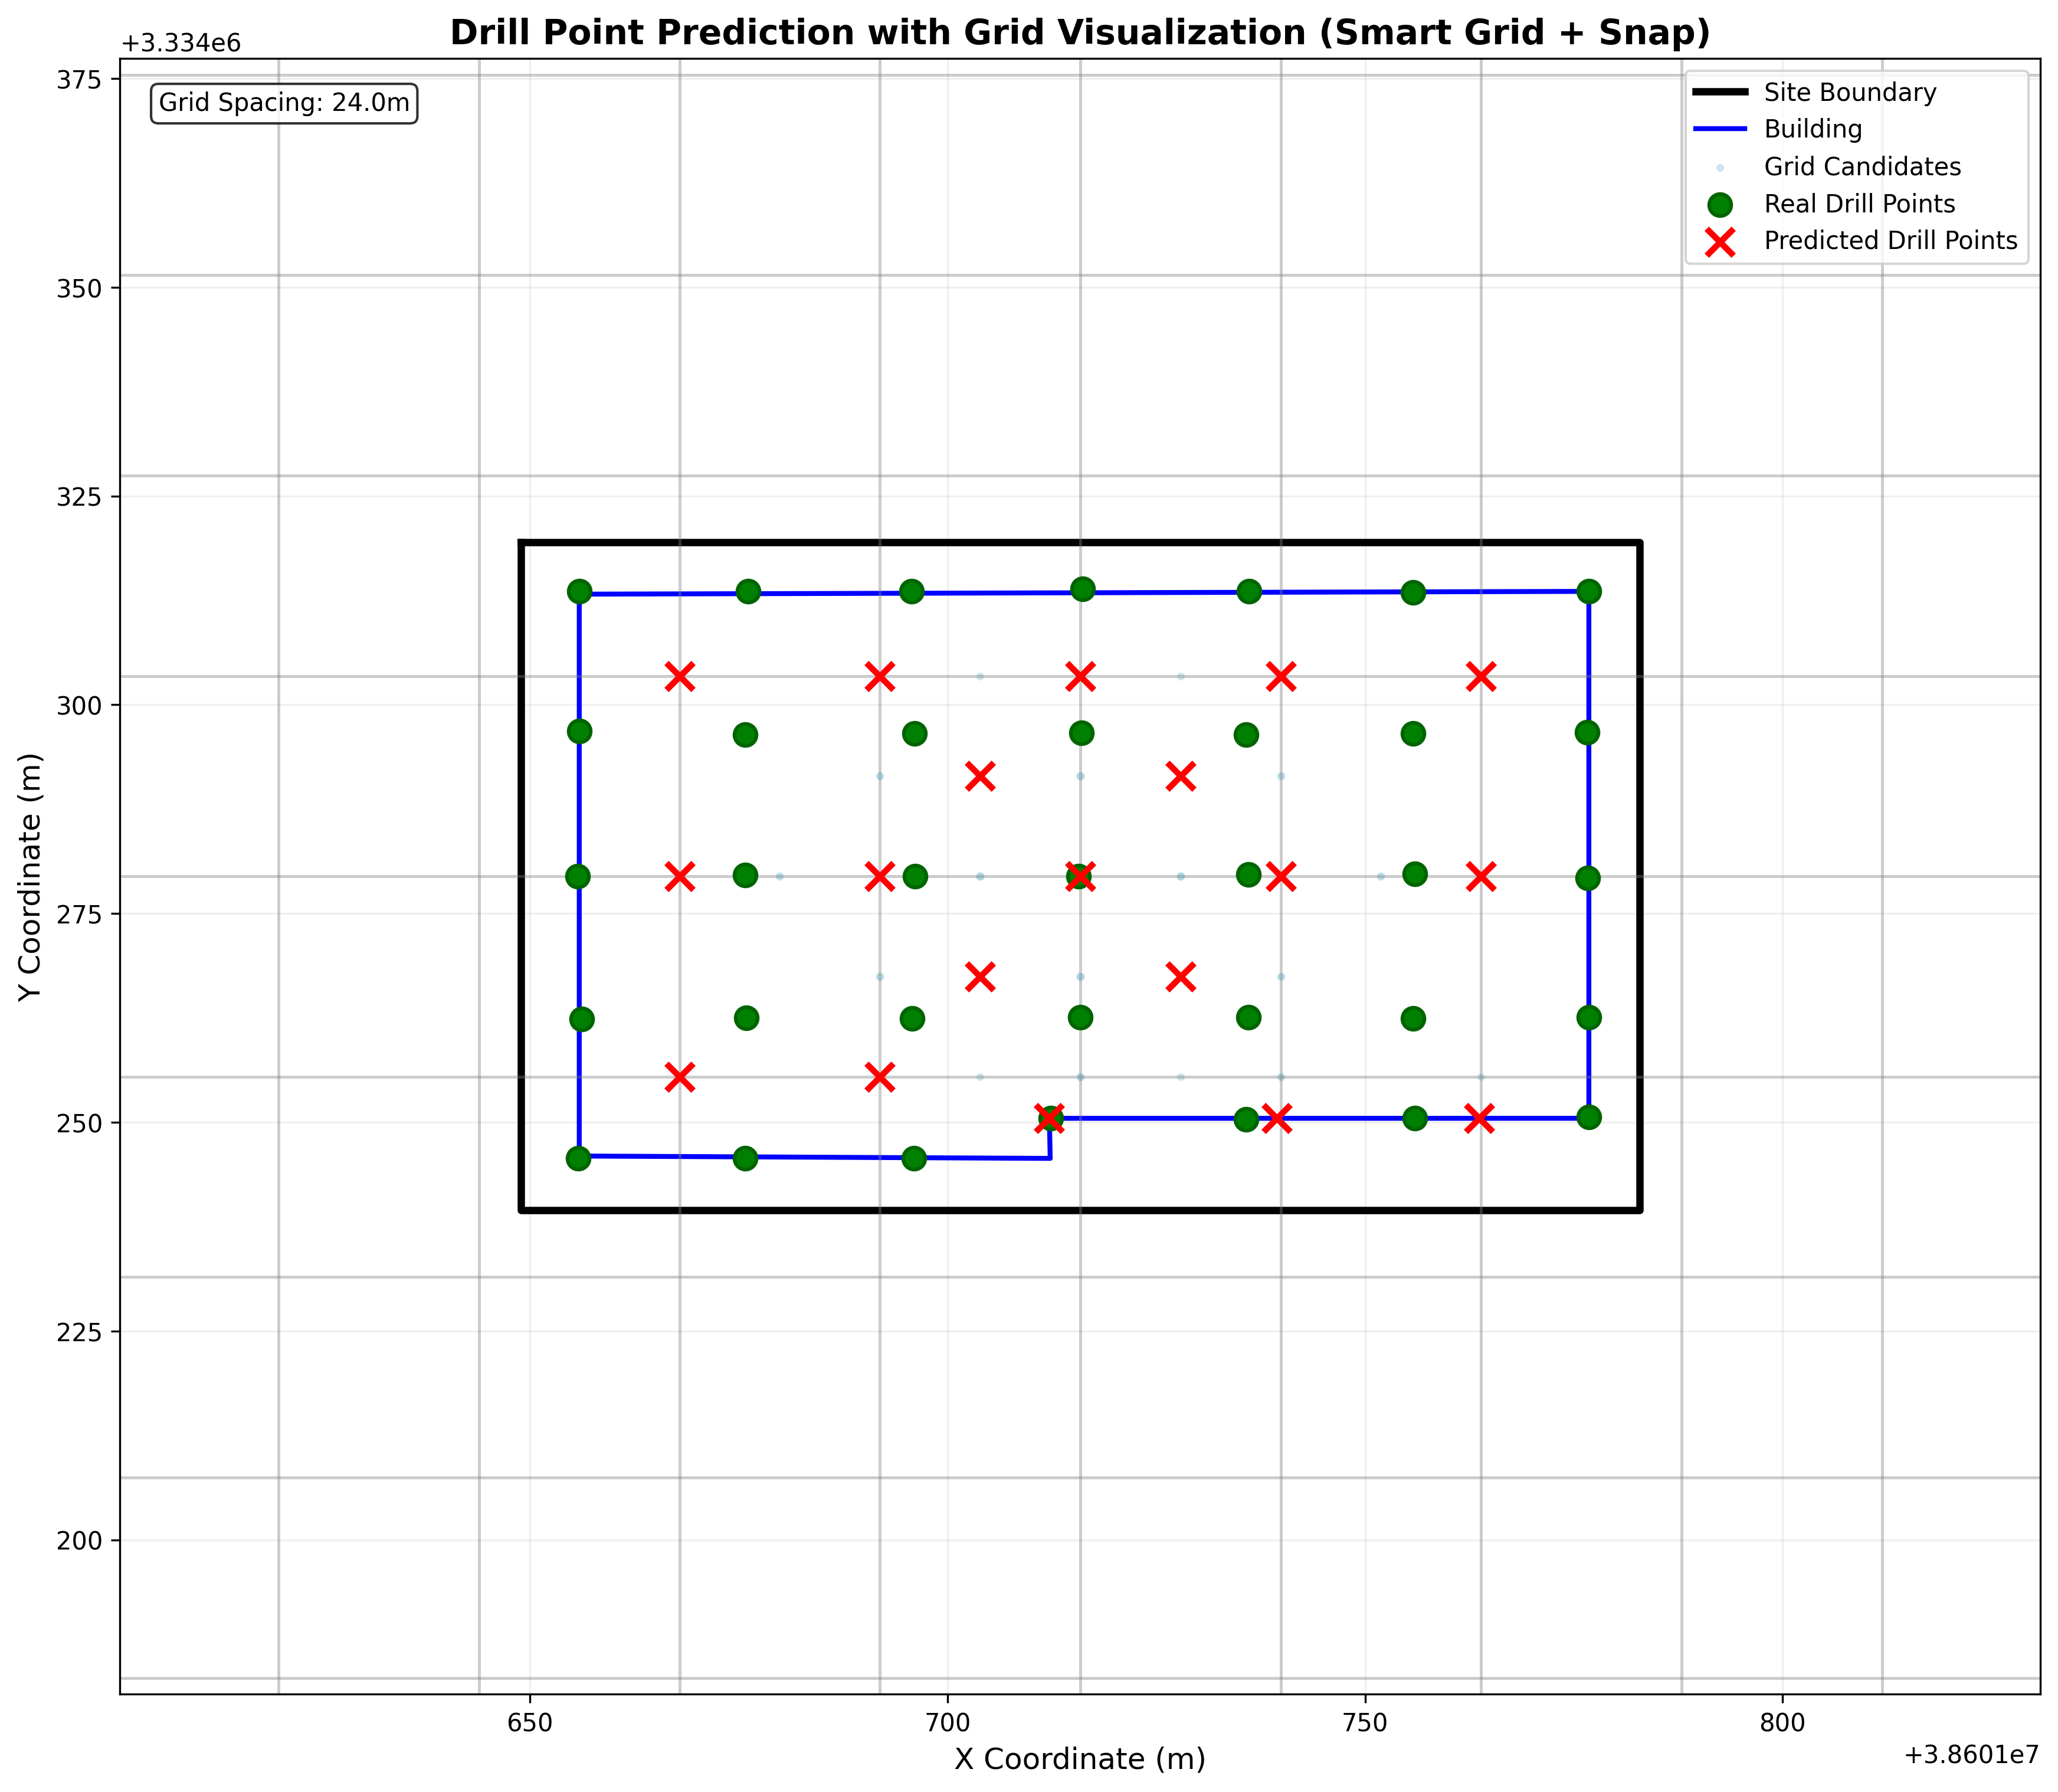 Drill Point Prediction with Grid Visualization (Smart Grid + Snap)
+3.334e6
Grid Spacing: 24.0m
Site Boundary
Building
Grid Candidates
Real Drill Points
Predicted Drill Points
375
350
325
300
275
250
225
200
Y Coordinate (m)
650
700
750
800
X Coordinate (m)
+3.8601e7